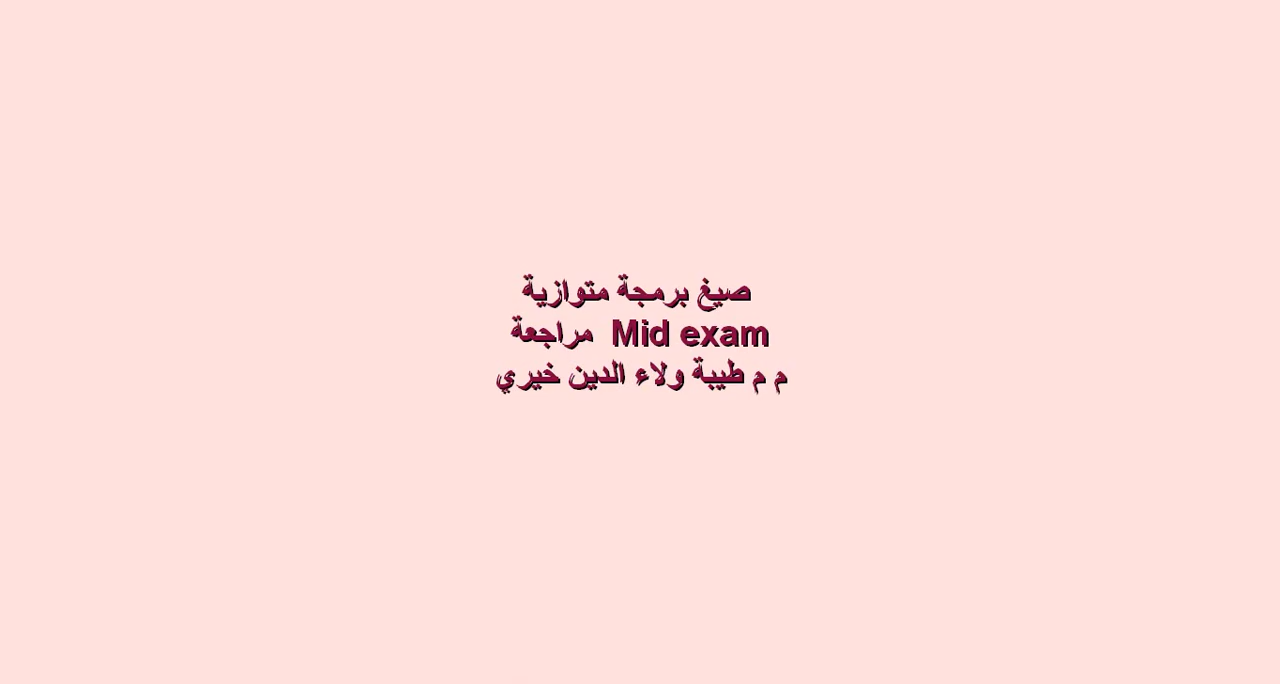 صيغ برمجة متوازية
Mid exam مراجعة
م م طيبة ولاء الدين خيري